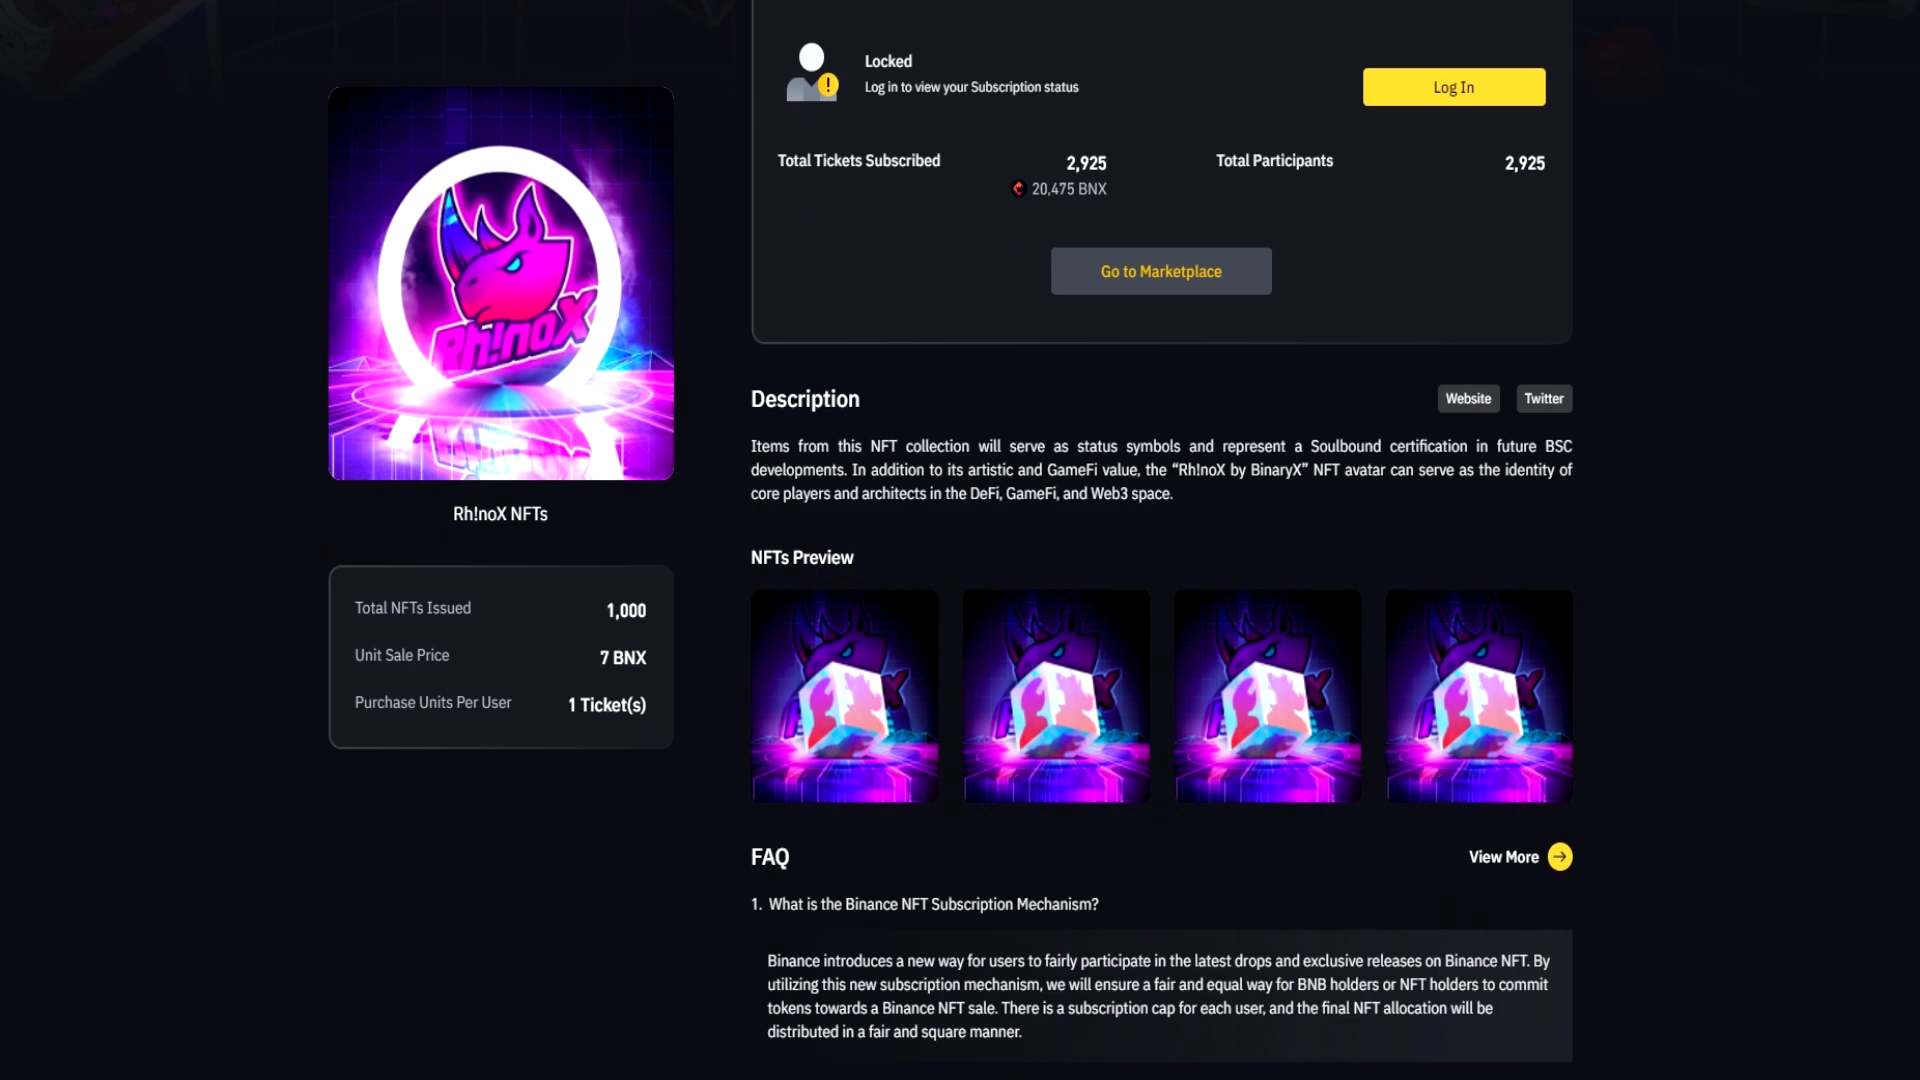 Locked
Log in to view your Subscription status
Log In
Total Tickets Subscribed
2,925
20,475 BNX
Total Participants
2,925
Go to Marketplace
Rh!noX
Rh!noX NFTs
Total NFTs Issued
1,000
Unit Sale Price
7 BNX
Purchase Units Per User
1 Ticket(s)
Description
Website
Twitter
Items from this NFT collection will serve as status symbols and represent a Soulbound certification in future BSC
developments. In addition to its artistic and GameFi value, the “Rh!noX by BinaryX” NFT avatar can serve as the identity of
core players and architects in the DeFi, GameFi, and Web3 space.
NFTs Preview
FAQ
View More
1. What is the Binance NFT Subscription Mechanism?
Binance introduces a new way for users to fairly participate in the latest drops and exclusive releases on Binance NFT. By
utilizing this new subscription mechanism, we will ensure a fair and equal way for BNB holders or NFT holders to commit
tokens towards a Binance NFT sale. There is a subscription cap for each user, and the final NFT allocation will be
distributed in a fair and square manner.